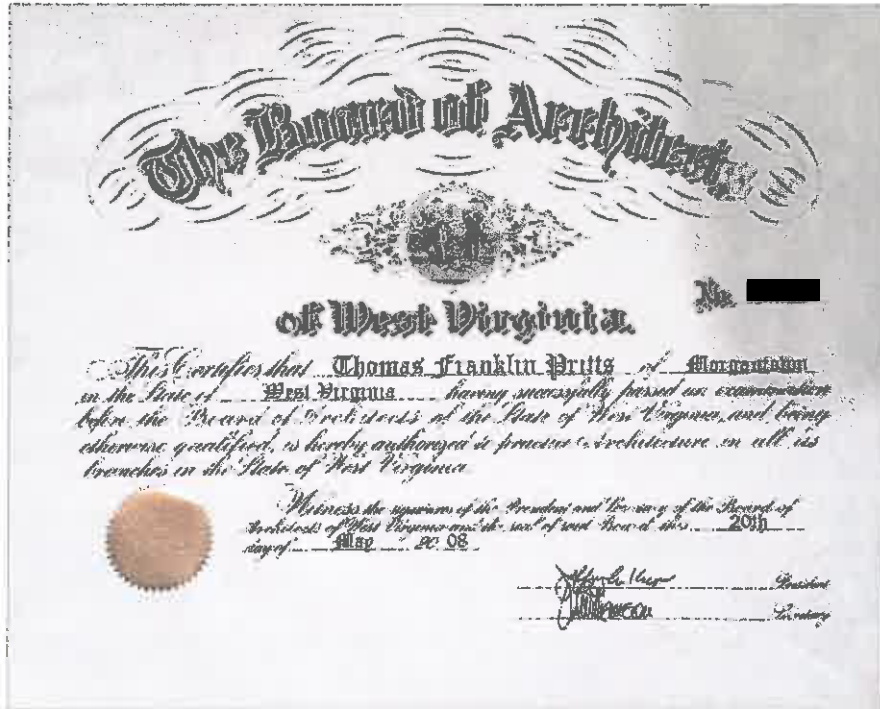 The Board of Architects
of West Virginia.
No.
This Certifies that Thomas Franklin Pritts of Morgantown
in the State of West Virginia having successfully passed an examination
before the Board of Architects of the State of West Virginia, and being
otherwise qualified, is hereby authorized to practice Architecture in all its
branches in the State of West Virginia
Witness the signatures of the President and Secretary of the Board of
Architects of West Virginia and the seal of said Board this 20th
day of May 20 08
President
Secretary